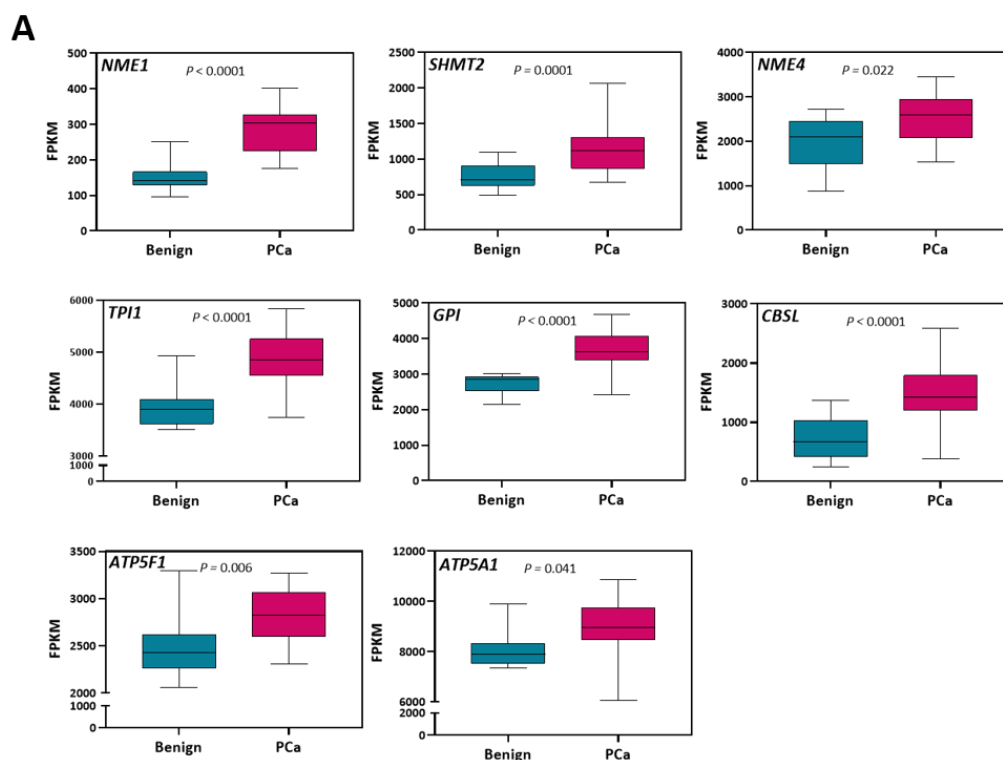 A
NME1
P < 0.0001
FPKM
500
400
300
200
100
0
Benign
PCa
SHMT2
P = 0.0001
FPKM
2500
2000
1500
1000
500
0
Benign
PCa
NME4
P = 0.022
FPKM
4000
3000
2000
1000
0
Benign
PCa
TPI1
P < 0.0001
FPKM
6000
5000
4000
3000
1000
0
Benign
PCa
GPI
P < 0.0001
FPKM
5000
4000
3000
2000
1000
0
Benign
PCa
CBSL
P < 0.0001
FPKM
3000
2000
1000
0
Benign
PCa
ATP5F1
P = 0.006
FPKM
3500
3000
2500
2000
1000
0
Benign
PCa
ATP5A1
P = 0.041
FPKM
12000
10000
8000
6000
2000
0
Benign
PCa